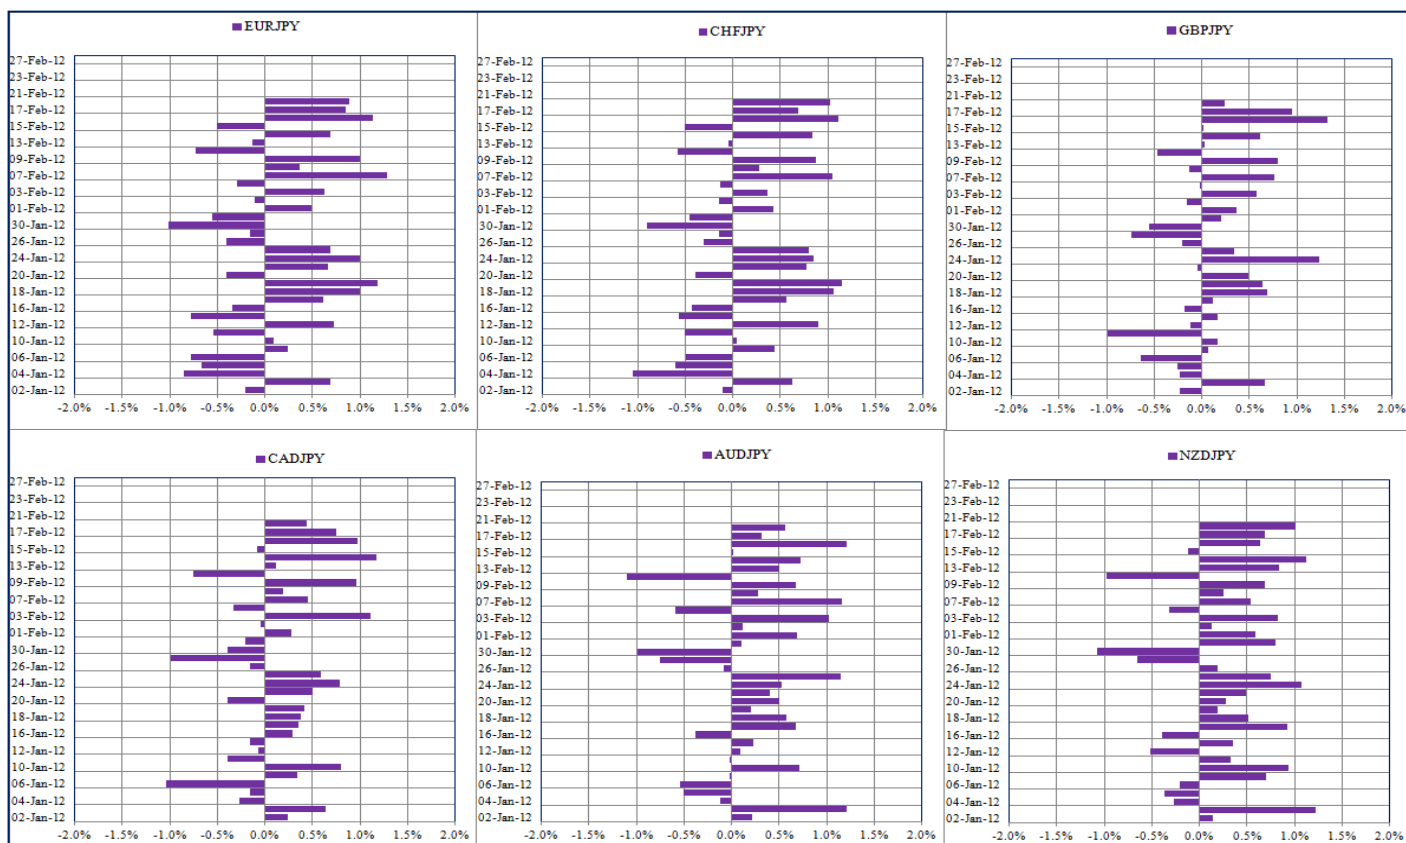 EURJPY
27-Feb-12
23-Feb-12
21-Feb-12
17-Feb-12
15-Feb-12
13-Feb-12
09-Feb-12
07-Feb-12
03-Feb-12
01-Feb-12
30-Jan-12
26-Jan-12
24-Jan-12
20-Jan-12
18-Jan-12
16-Jan-12
12-Jan-12
10-Jan-12
06-Jan-12
04-Jan-12
02-Jan-12
-2.0% -1.5% -1.0% -0.5% 0.0% 0.5% 1.0% 1.5% 2.0%
CHFJPY
27-Feb-12
23-Feb-12
21-Feb-12
17-Feb-12
15-Feb-12
13-Feb-12
09-Feb-12
07-Feb-12
03-Feb-12
01-Feb-12
30-Jan-12
26-Jan-12
24-Jan-12
20-Jan-12
18-Jan-12
16-Jan-12
12-Jan-12
10-Jan-12
06-Jan-12
04-Jan-12
02-Jan-12
-2.0% -1.5% -1.0% -0.5% 0.0% 0.5% 1.0% 1.5% 2.0%
GBPJPY
27-Feb-12
23-Feb-12
21-Feb-12
17-Feb-12
15-Feb-12
13-Feb-12
09-Feb-12
07-Feb-12
03-Feb-12
01-Feb-12
30-Jan-12
26-Jan-12
24-Jan-12
20-Jan-12
18-Jan-12
16-Jan-12
12-Jan-12
10-Jan-12
06-Jan-12
04-Jan-12
02-Jan-12
-2.0% -1.5% -1.0% -0.5% 0.0% 0.5% 1.0% 1.5% 2.0%
CADJPY
27-Feb-12
23-Feb-12
21-Feb-12
17-Feb-12
15-Feb-12
13-Feb-12
09-Feb-12
07-Feb-12
03-Feb-12
01-Feb-12
30-Jan-12
26-Jan-12
24-Jan-12
20-Jan-12
18-Jan-12
16-Jan-12
12-Jan-12
10-Jan-12
06-Jan-12
04-Jan-12
02-Jan-12
-2.0% -1.5% -1.0% -0.5% 0.0% 0.5% 1.0% 1.5% 2.0%
AUDJPY
27-Feb-12
23-Feb-12
21-Feb-12
17-Feb-12
15-Feb-12
13-Feb-12
09-Feb-12
07-Feb-12
03-Feb-12
01-Feb-12
30-Jan-12
26-Jan-12
24-Jan-12
20-Jan-12
18-Jan-12
16-Jan-12
12-Jan-12
10-Jan-12
06-Jan-12
04-Jan-12
02-Jan-12
-2.0% -1.5% -1.0% -0.5% 0.0% 0.5% 1.0% 1.5% 2.0%
NZDJPY
27-Feb-12
23-Feb-12
21-Feb-12
17-Feb-12
15-Feb-12
13-Feb-12
09-Feb-12
07-Feb-12
03-Feb-12
01-Feb-12
30-Jan-12
26-Jan-12
24-Jan-12
20-Jan-12
18-Jan-12
16-Jan-12
12-Jan-12
10-Jan-12
06-Jan-12
04-Jan-12
02-Jan-12
-2.0% -1.5% -1.0% -0.5% 0.0% 0.5% 1.0% 1.5% 2.0%